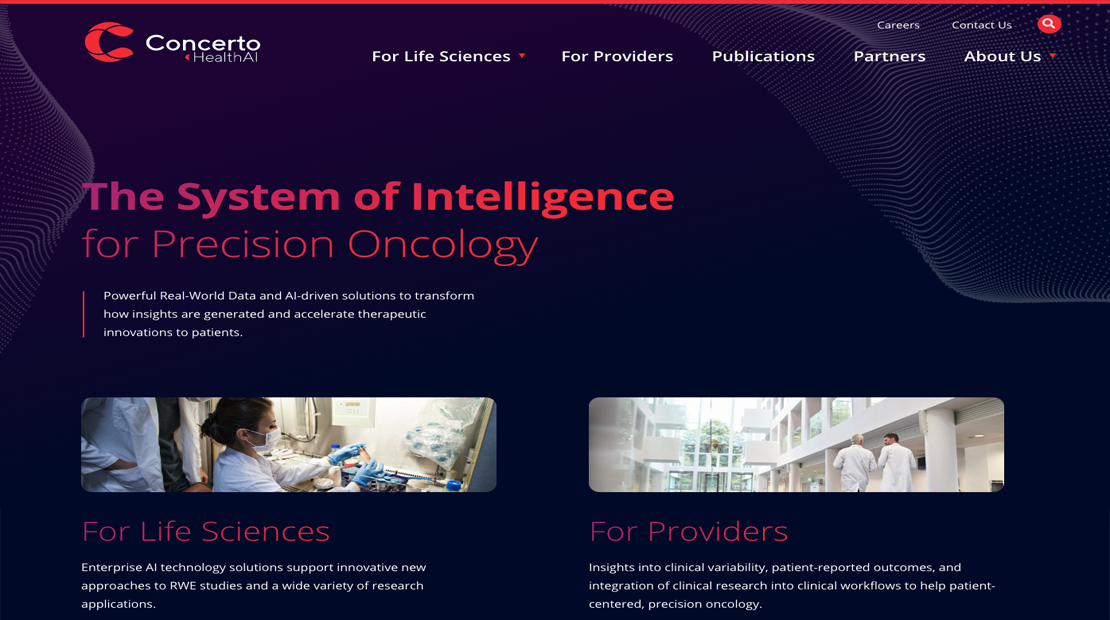 Careers Contact Us
Concerto
HealthAI
For Life Sciences For Providers Publications Partners About Us
The System of Intelligence
for Precision Oncology
Powerful Real-World Data and AI-driven solutions to transform
how insights are generated and accelerate therapeutic
innovations to patients.
For Life Sciences
Enterprise AI technology solutions support innovative new
approaches to RWE studies and a wide variety of research
applications.
For Providers
Insights into clinical variability, patient-reported outcomes, and
integration of clinical research into clinical workflows to help patient-
centered, precision oncology.